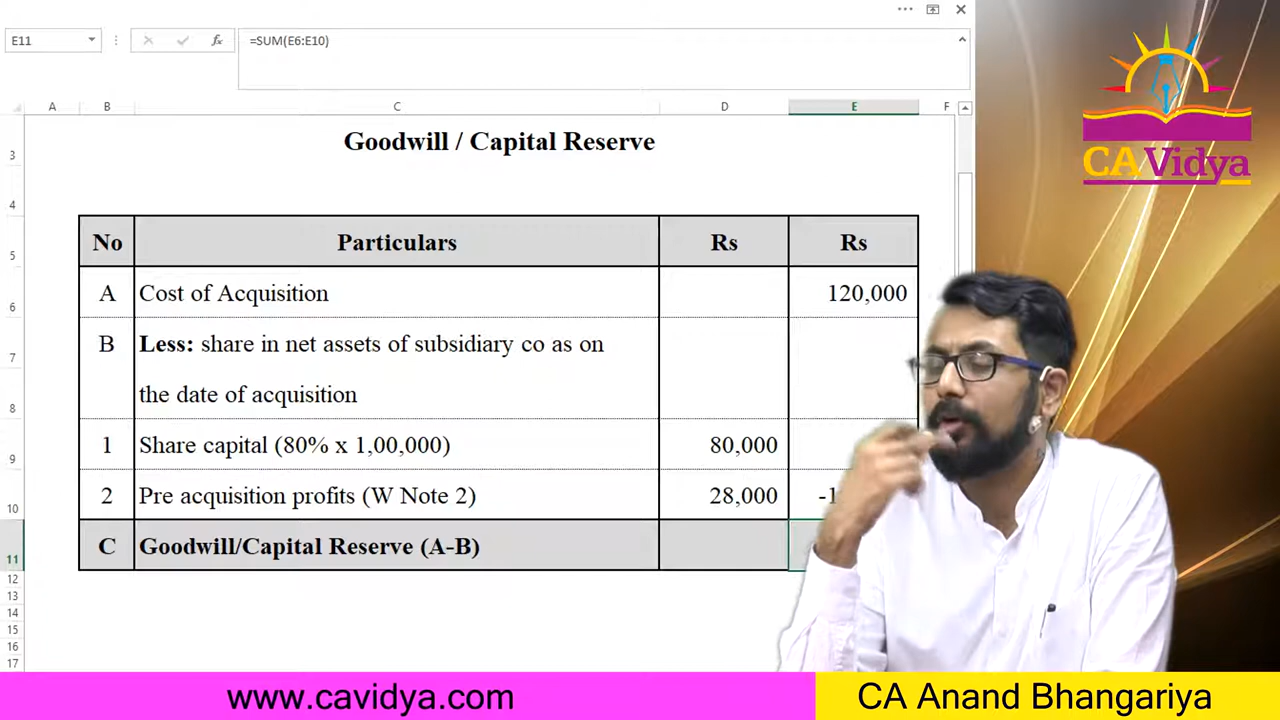 E11
fx
=SUM(E6:E10)
A B C D E F
3 Goodwill / Capital Reserve
4
5 No Particulars Rs Rs
6 A Cost of Acquisition 120,000
7 B Less: share in net assets of subsidiary co as on
8 the date of acquisition
9 1 Share capital (80% x 1,00,000) 80,000
10 2 Pre acquisition profits (W Note 2) 28,000
11 C Goodwill/Capital Reserve (A-B)
12
13
14
15
16
17
CA Vidya
www.cavidya.com
CA Anand Bhangariya